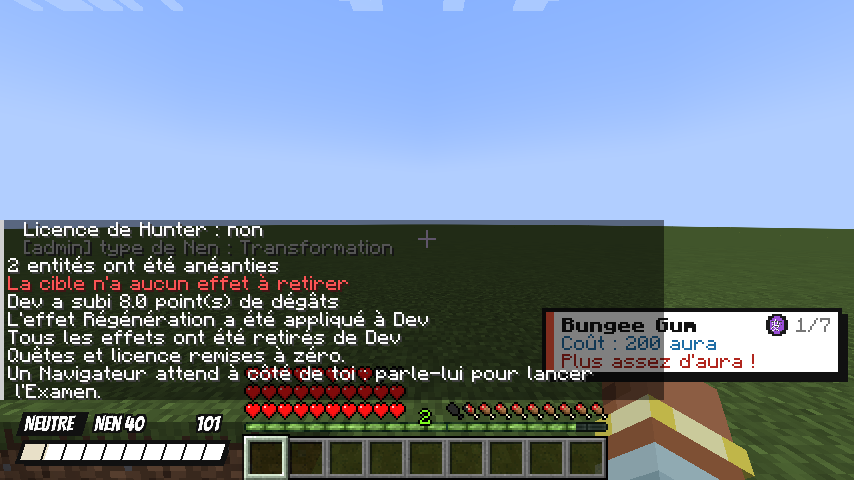 Licence de Hunter : non
[admin] type de Nen : Transformation
2 entités ont été anéanties
La cible n'a aucun effet à retirer
Dev a subi 8.0 point(s) de dégâts
L'effet Régénération a été appliqué à Dev
Tous les effets ont été retirés de Dev
Quêtes et licence remises à zéro.
Un Navigateur attend à côté de toi : parle-lui pour lancer
l'Examen.
Bungee Gum
1/7
Coût : 200 aura
Plus assez d'aura !
NEUTRE NEN 40 101
2